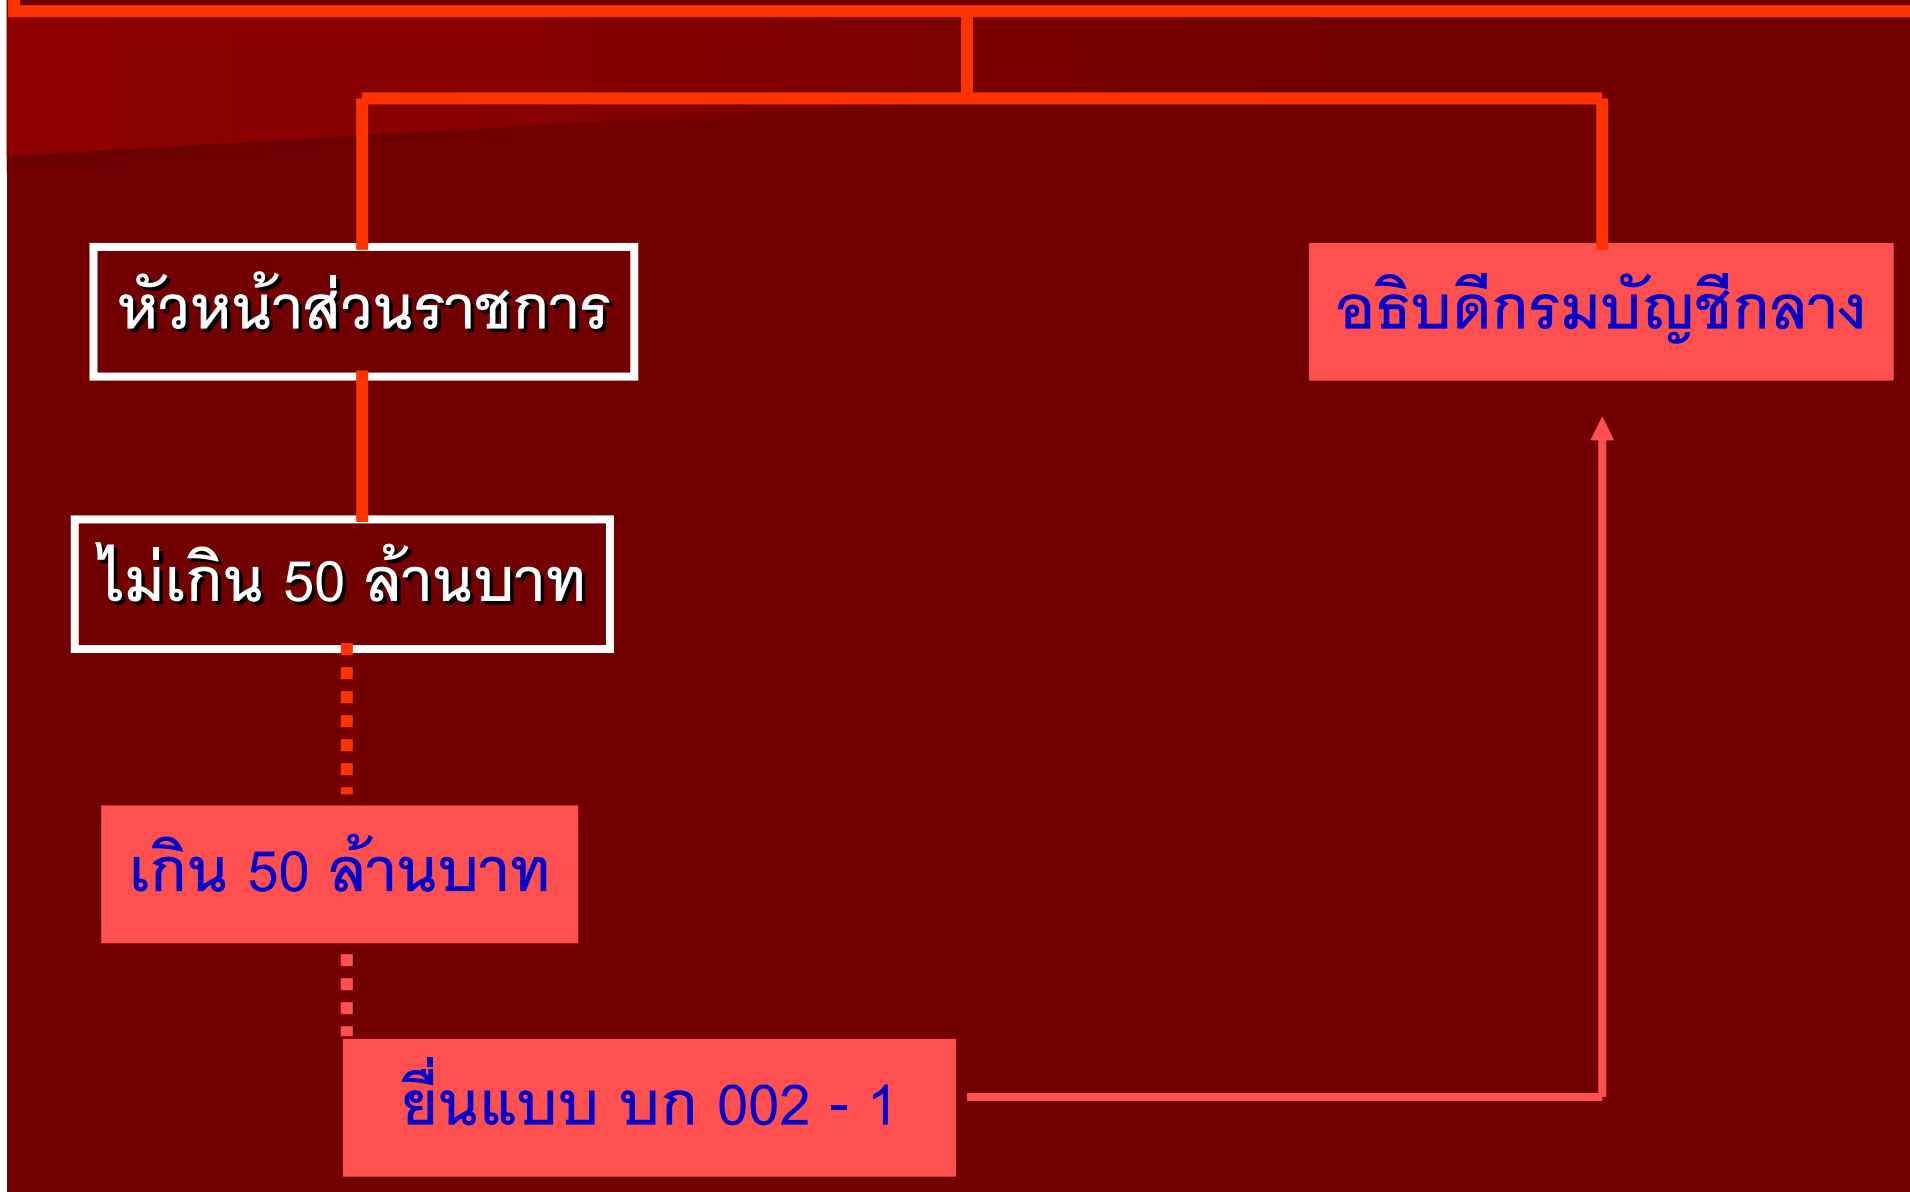 หัวหน้าส่วนราชการ
อธิบดีกรมบัญชีกลาง
ไม่เกิน 50 ล้านบาท
เกิน 50 ล้านบาท
ยื่นแบบ บก 002 - 1